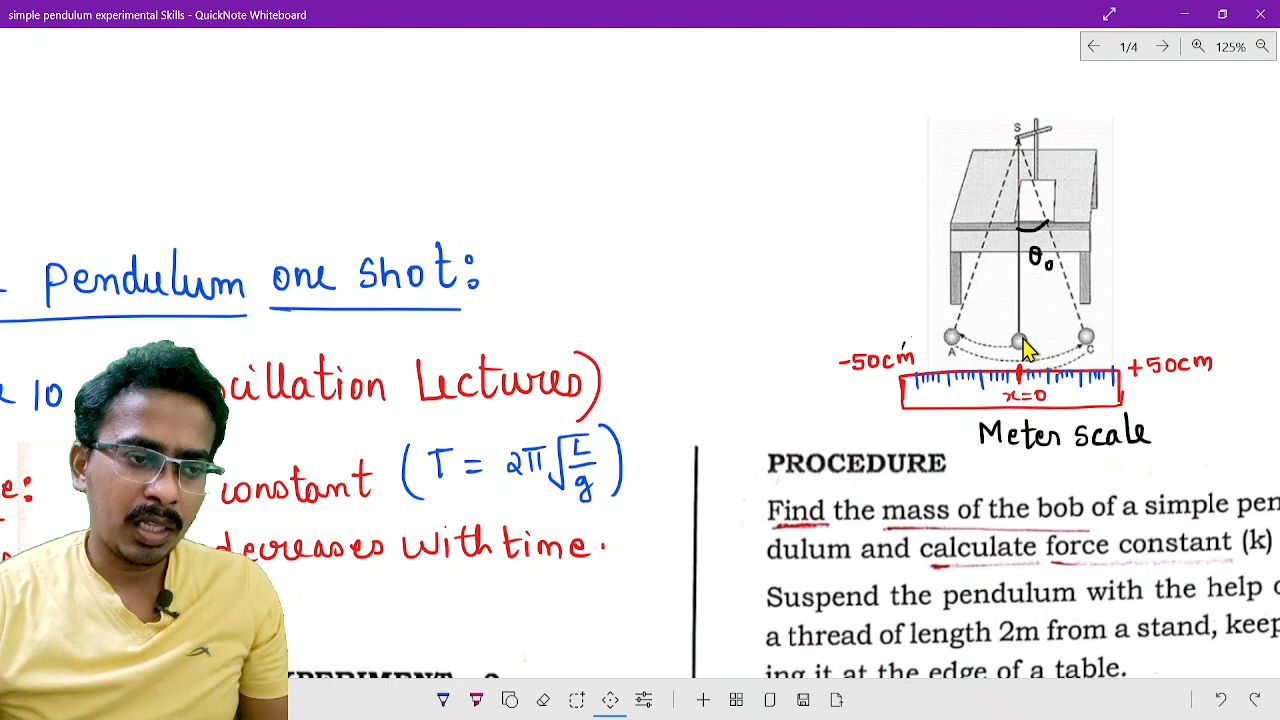 simple pendulum experimental Skills - QuickNote Whiteboard
1/4
125%
S
θ₀
A
C
-50cm
+50cm
x=0
Meter scale
pendulum one shot:
10
cillation Lectures)
constant (T = 2π√L/g)
decreases with time.
PROCEDURE
Find the mass of the bob of a simple pen
dulum and calculate force constant (k)
Suspend the pendulum with the help
a thread of length 2m from a stand, keep
ing it at the edge of a table.